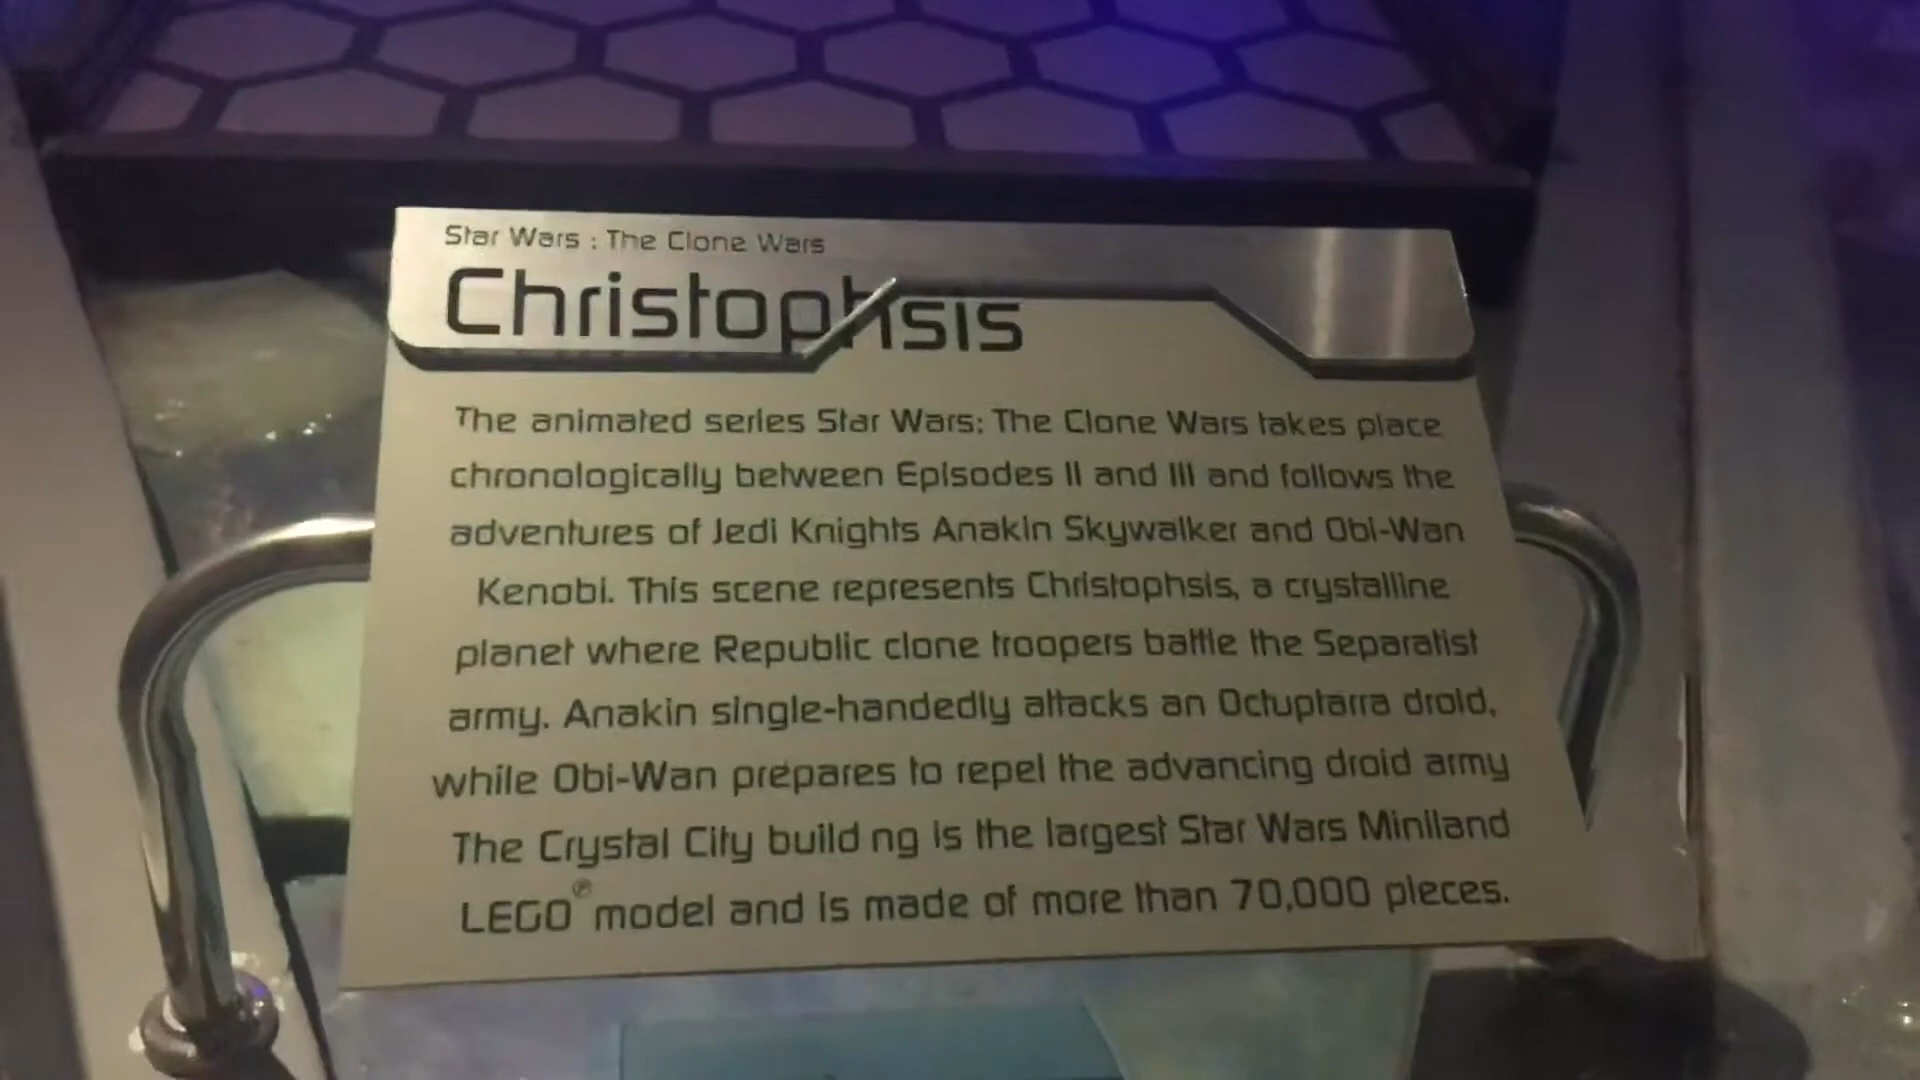 Star Wars : The Clone Wars
Christophsis
The animated series Star Wars: The Clone Wars takes place
chronologically between Episodes II and III and follows the
adventures of Jedi Knights Anakin Skywalker and Obi-Wan
Kenobi. This scene represents Christophsis, a crystalline
planet where Republic clone troopers battle the Separatist
army. Anakin single-handedly attacks an Octuptarra droid,
while Obi-Wan prepares to repel the advancing droid army
The Crystal City build ng is the largest Star Wars Miniland
LEGO® model and is made of more than 70,000 pieces.